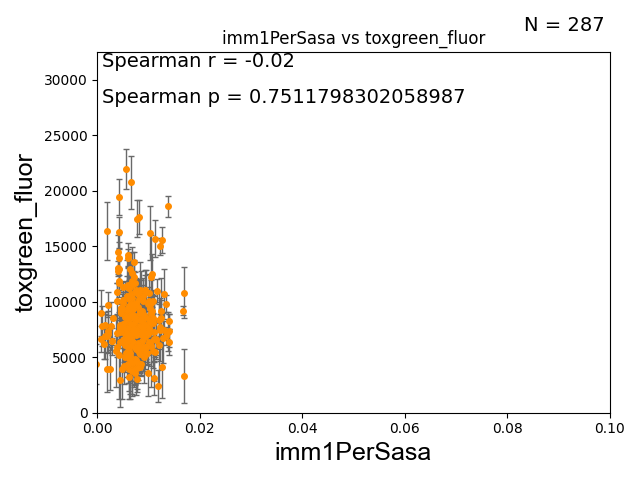 N = 287
imm1PerSasa vs toxgreen_fluor
Spearman r = -0.02
Spearman p = 0.7511798302058987
30000
25000
20000
15000
10000
5000
0
toxgreen_fluor
0.00 0.02 0.04 0.06 0.08 0.10
imm1PerSasa